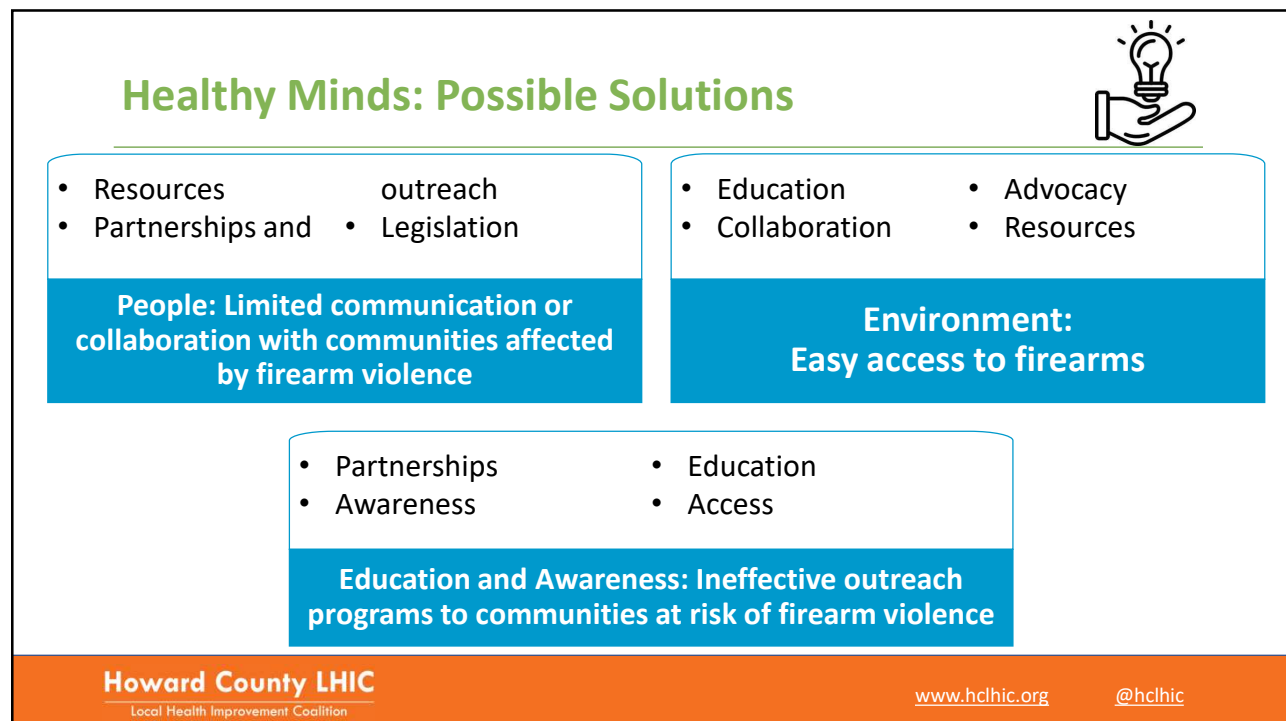 Healthy Minds: Possible Solutions
• Resources
• Partnerships and
outreach
• Legislation
People: Limited communication or
collaboration with communities affected
by firearm violence
• Education
• Collaboration
• Advocacy
• Resources
Environment:
Easy access to firearms
• Partnerships
• Awareness
• Education
• Access
Education and Awareness: Ineffective outreach
programs to communities at risk of firearm violence
Howard County LHIC
Local Health Improvement Coalition
www.hclhic.org
@hclhic